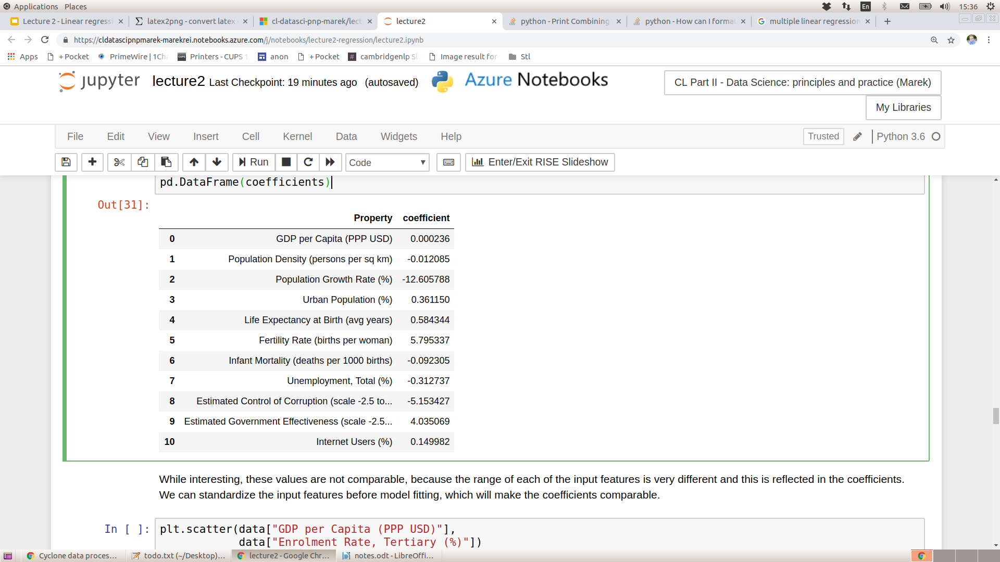 Applications Places En 15:36
Lecture 2 - Linear regressi latex2png - convert latex cl-datasci-pnp-marek/lect lecture2 python - Print Combining python - How can I format multiple linear regression
https://cldatascipnpmarek-marekrei.notebooks.azure.com/j/notebooks/lecture2-regression/lecture2.ipynb
Apps + Pocket PrimeWire | 1Cha Printers - CUPS 1 anon + Pocket cambridgenlp Sl Image result for Stl
jupyter lecture2 Last Checkpoint: 19 minutes ago (autosaved) Azure Notebooks CL Part II - Data Science: principles and practice (Marek)
My Libraries
File Edit View Insert Cell Kernel Data Widgets Help Trusted Python 3.6
Run Code Enter/Exit RISE Slideshow
pd.DataFrame(coefficients)
Out[31]:
Property coefficient
0 GDP per Capita (PPP USD) 0.000236
1 Population Density (persons per sq km) -0.012085
2 Population Growth Rate (%) -12.605788
3 Urban Population (%) 0.361150
4 Life Expectancy at Birth (avg years) 0.584344
5 Fertility Rate (births per woman) 5.795337
6 Infant Mortality (deaths per 1000 births) -0.092305
7 Unemployment, Total (%) -0.312737
8 Estimated Control of Corruption (scale -2.5 to... -5.153427
9 Estimated Government Effectiveness (scale -2.5... 4.035069
10 Internet Users (%) 0.149982
While interesting, these values are not comparable, because the range of each of the input features is very different and this is reflected in the coefficients.
We can standardize the input features before model fitting, which will make the coefficients comparable.
In [ ]: plt.scatter(data["GDP per Capita (PPP USD)"],
data["Enrolment Rate, Tertiary (%)"])
Cyclone data proces... todo.txt (~/Desktop)... lecture2 - Google Chr... notes.odt - LibreOffi...